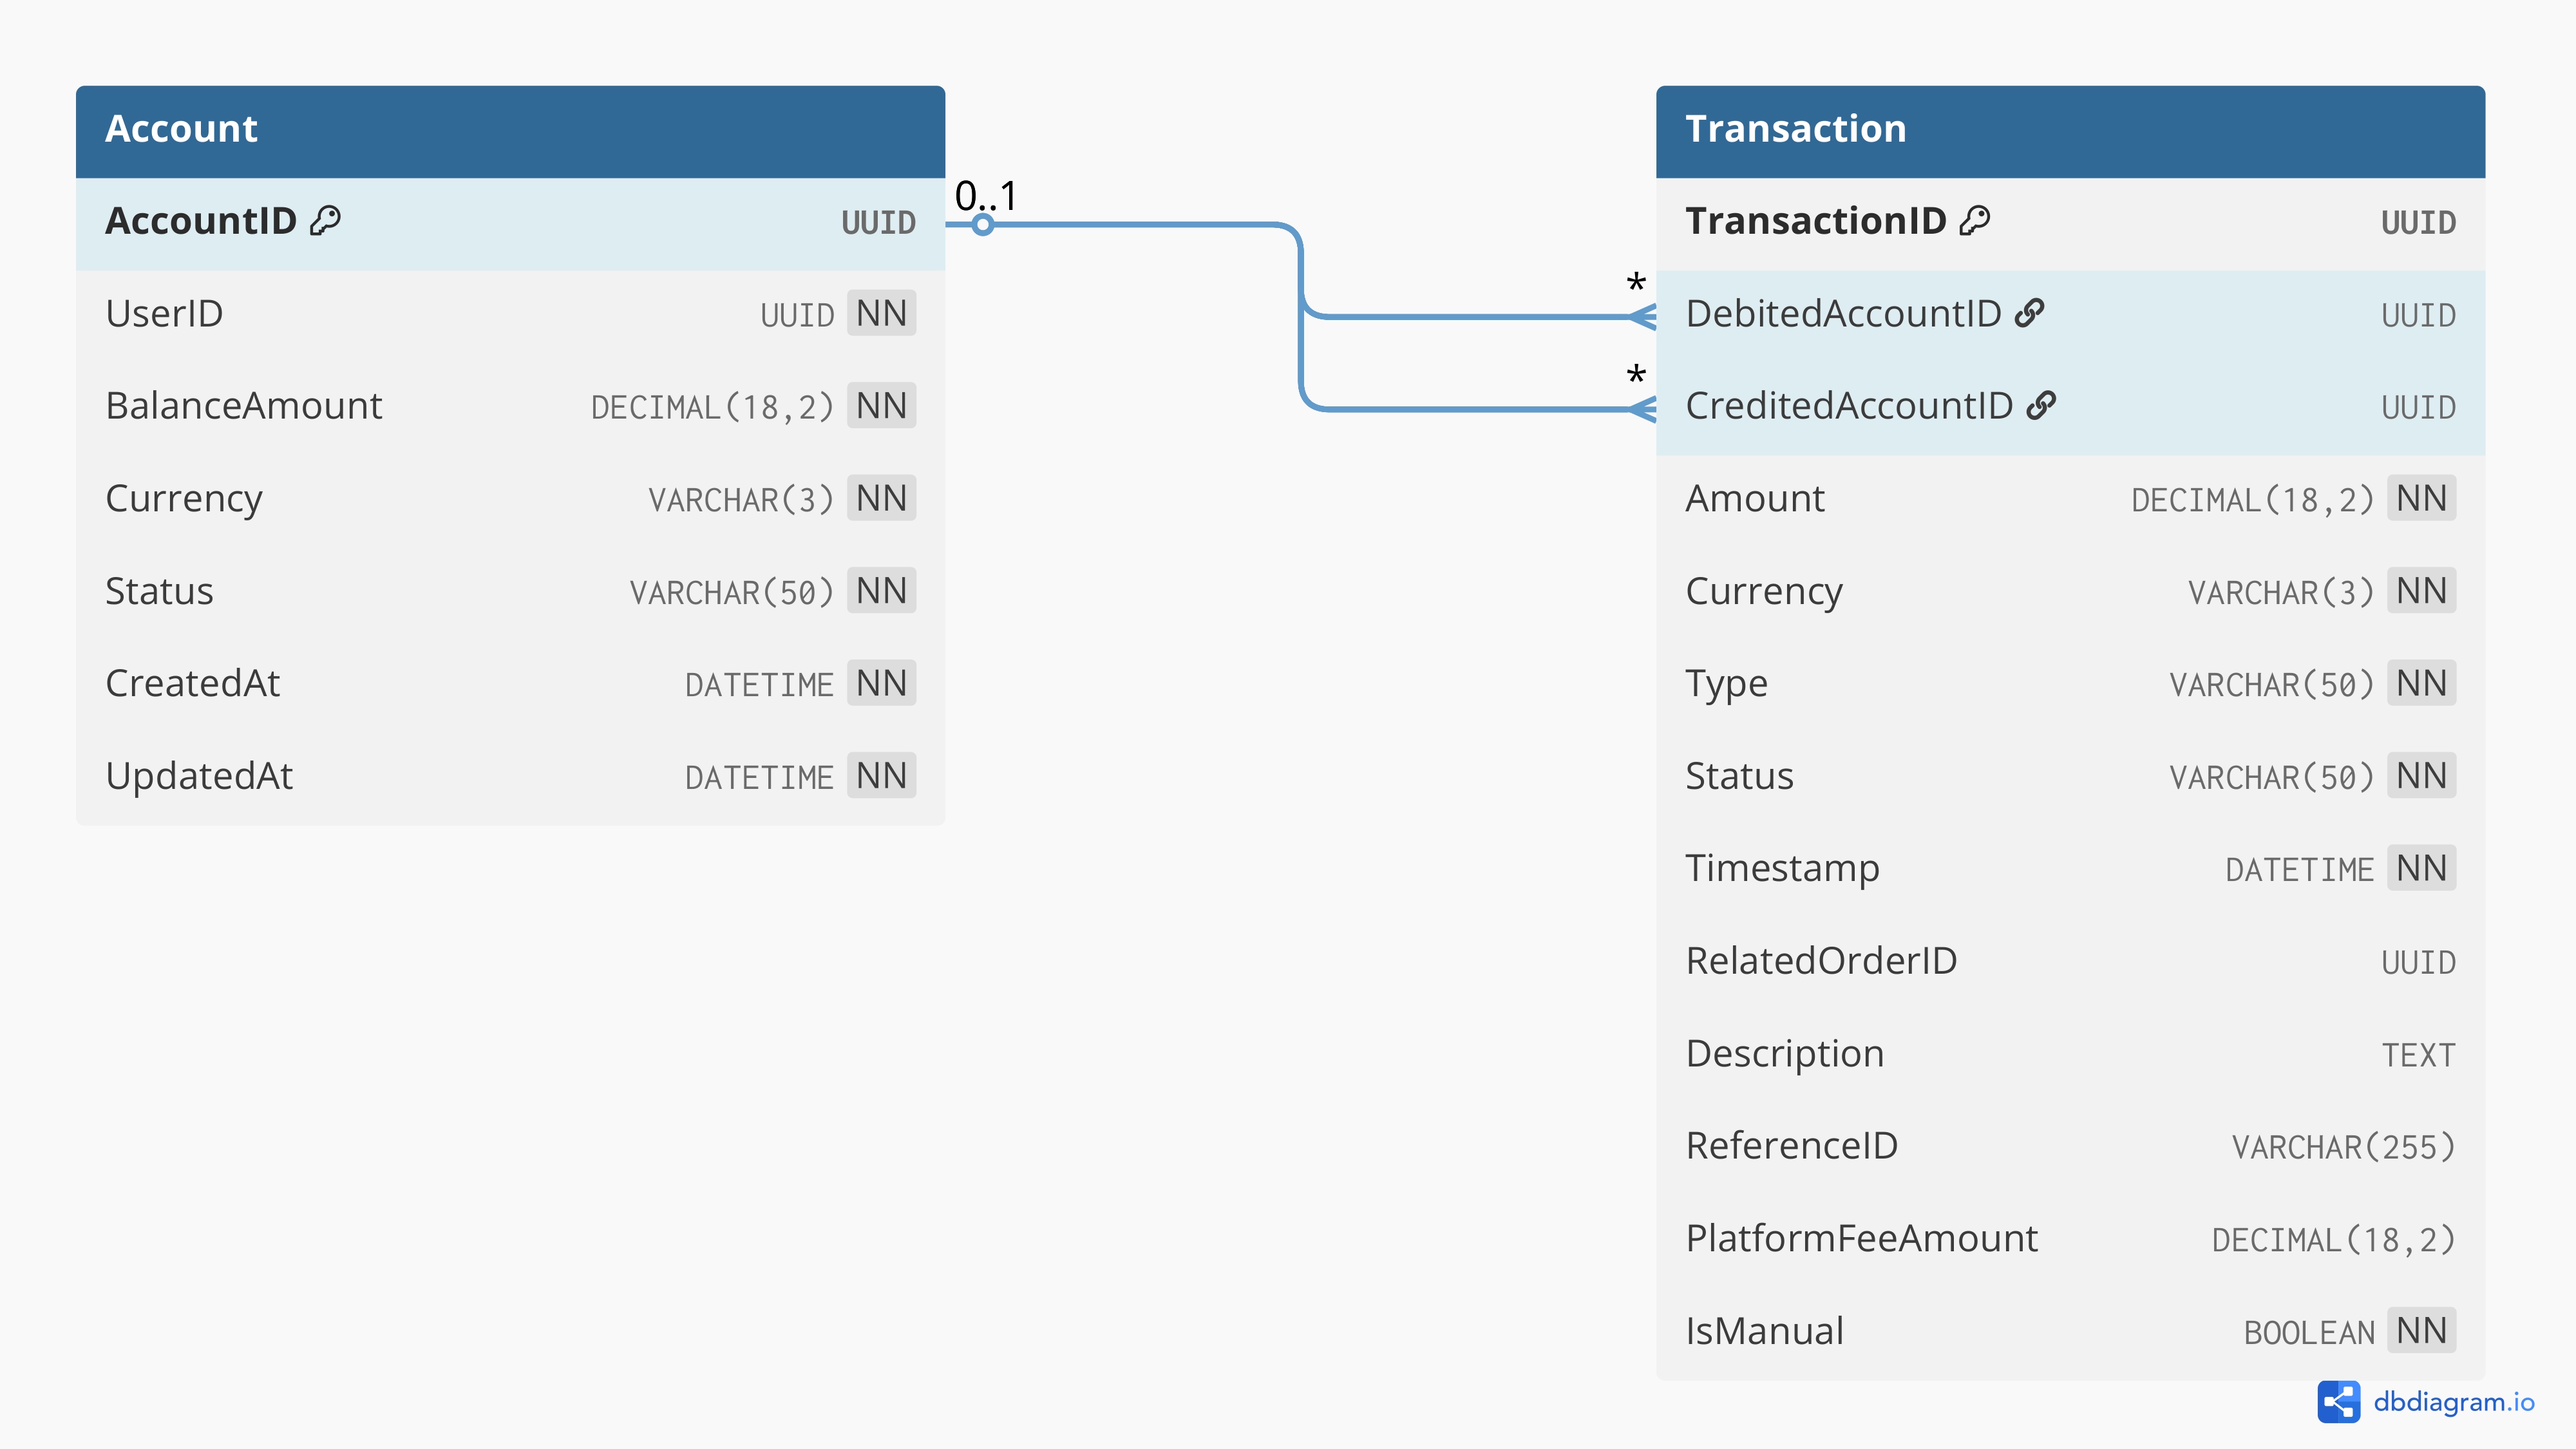 Account
AccountID UUID
UserID UUID NN
BalanceAmount DECIMAL(18,2) NN
Currency VARCHAR(3) NN
Status VARCHAR(50) NN
CreatedAt DATETIME NN
UpdatedAt DATETIME NN
0..1
*
*
Transaction
TransactionID UUID
DebitedAccountID UUID
CreditedAccountID UUID
Amount DECIMAL(18,2) NN
Currency VARCHAR(3) NN
Type VARCHAR(50) NN
Status VARCHAR(50) NN
Timestamp DATETIME NN
RelatedOrderID UUID
Description TEXT
ReferenceID VARCHAR(255)
PlatformFeeAmount DECIMAL(18,2)
IsManual BOOLEAN NN
dbdiagram.io